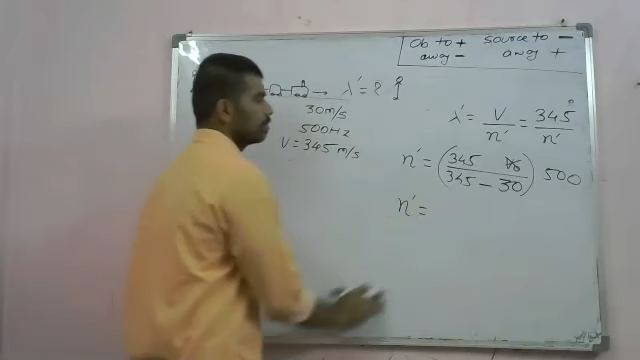 Ob to + source to -
away - away +
λ' = ?
30 m/s
500 Hz
V = 345 m/s
λ' = V/n' = 345/n'
n' = (345 / 345 - 30) 500
n' =